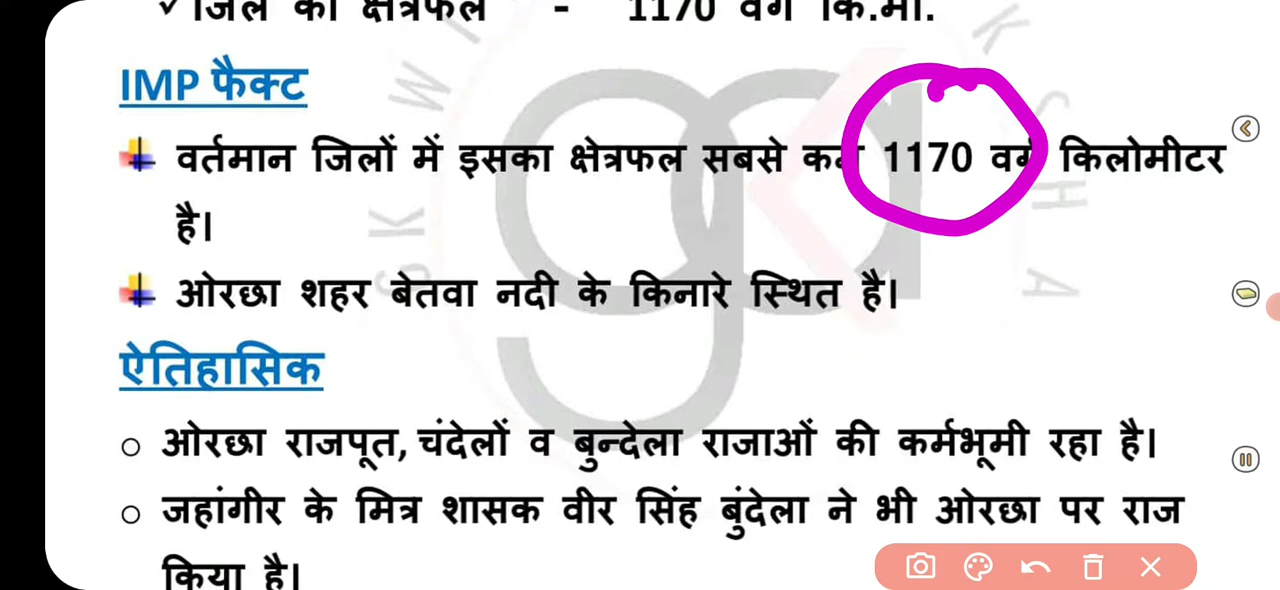 ✓ जिले का क्षेत्रफल - 1170 वर्ग कि.मी.
IMP फैक्ट
वर्तमान जिलों में इसका क्षेत्रफल सबसे कम 1170 वर्ग किलोमीटर
है।
ओरछा शहर बेतवा नदी के किनारे स्थित है।
ऐतिहासिक
o ओरछा राजपूत, चंदेलों व बुन्देला राजाओं की कर्मभूमी रहा है।
o जहांगीर के मित्र शासक वीर सिंह बुंदेला ने भी ओरछा पर राज
किया है।